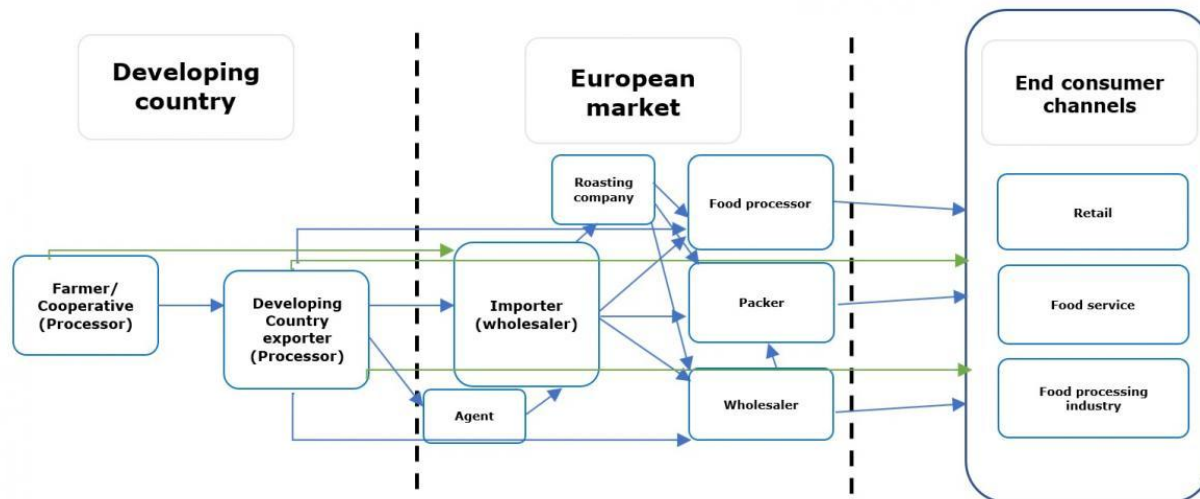 Developing
country
European
market
End consumer
channels
Roasting
company
Food processor
Retail
Farmer/
Cooperative
(Processor)
Developing
Country
exporter
(Processor)
Importer
(wholesaler)
Packer
Food service
Agent
Wholesaler
Food processing
industry